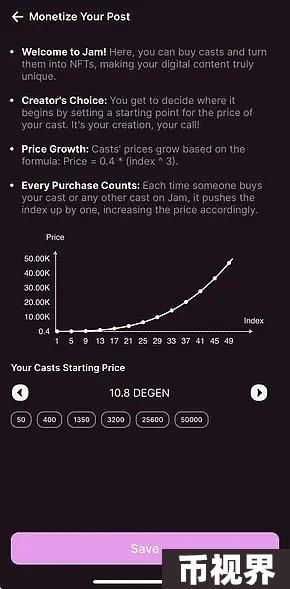 Monetize Your Post
Welcome to Jam! Here, you can buy casts and turn
them into NFTs, making your digital content truly
unique.
Creator's Choice: You get to decide where it
begins by setting a starting point for the price of
your cast. It's your creation, your call!
Price Growth: Casts' prices grow based on the
formula: Price = 0.4 * (index ^ 3).
Every Purchase Counts: Each time someone buys
your cast or any other cast on Jam, it pushes the
index up by one, increasing the price accordingly.
Price
50.00K
40.00K
30.00K
20.00K
10.00K
0.4
Index
1 5 9 13 17 21 25 29 33 37 41 45 49
Your Casts Starting Price
10.8 DEGEN
50 400 1350 3200 25600 50000
Save
币视界